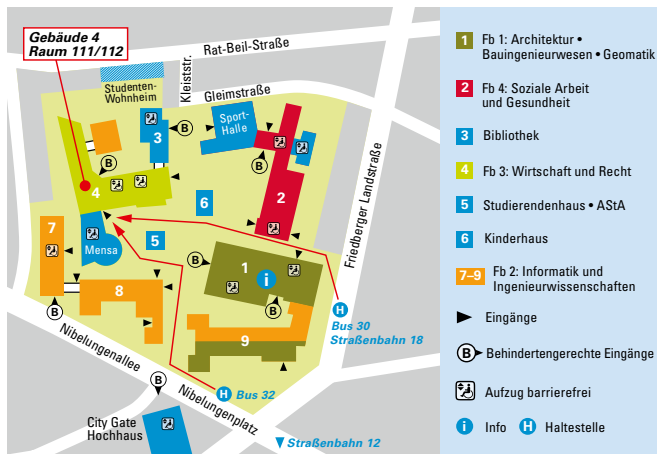 Gebäude 4
Raum 111/112
Rat-Beil-Straße
Kleiststr.
Studenten-
Wohnheim
Gleimstraße
Sport-
Halle
Friedberger Landstraße
3
B
B
B
4
2
6
7
Mensa
5
B
1
i
B
8
9
B
H
Bus 30
Straßenbahn 18
Nibelungenallee
B
H
Bus 32
Nibelungenplatz
City Gate
Hochhaus
Straßenbahn 12
1
Fb 1: Architektur •
Bauingenieurwesen • Geomatik
2
Fb 4: Soziale Arbeit
und Gesundheit
3
Bibliothek
4
Fb 3: Wirtschaft und Recht
5
Studierendenhaus • AStA
6
Kinderhaus
7–9
Fb 2: Informatik und
Ingenieurwissenschaften
Eingänge
B
Behindertengerechte Eingänge
Aufzug barrierefrei
i
Info
H
Haltestelle